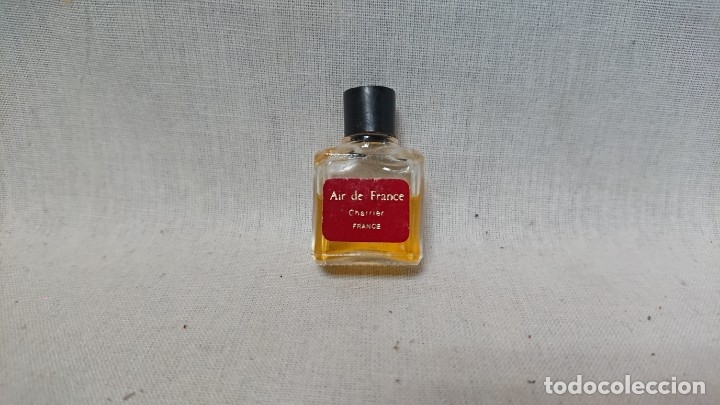 Air de France
Charrier
FRANCE
todocoleccion